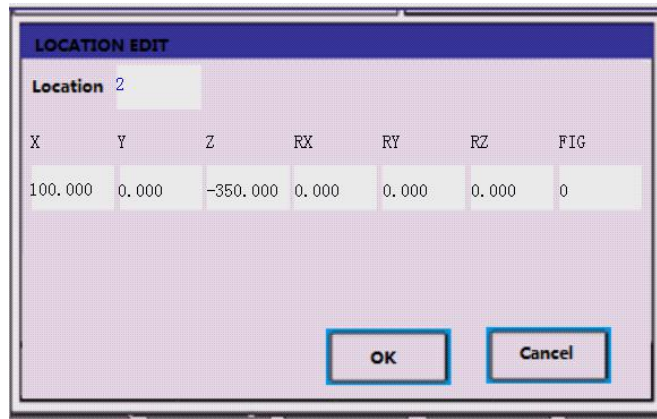 LOCATION EDIT
Location 2
X Y Z RX RY RZ FIG
100.000 0.000 -350.000 0.000 0.000 0.000 0
OK Cancel